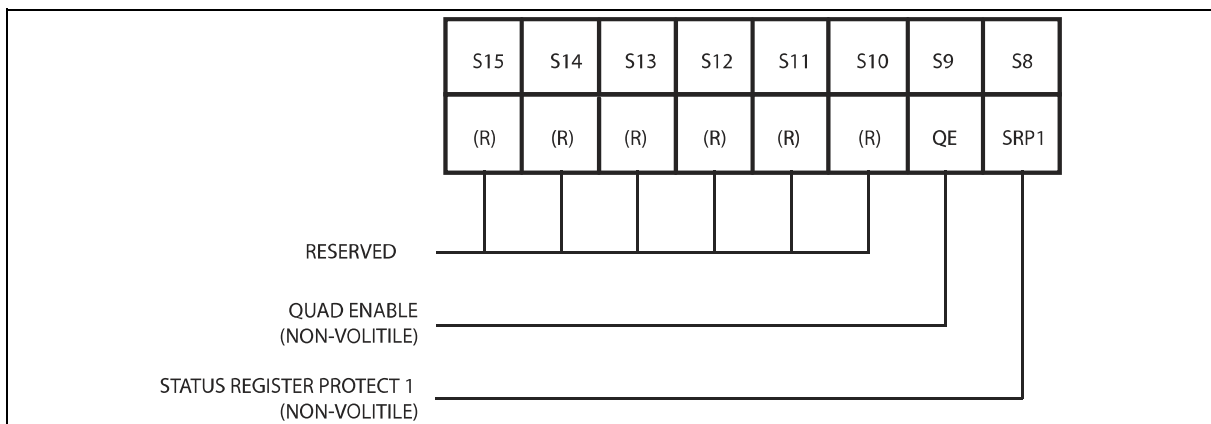 S15 S14 S13 S12 S11 S10 S9 S8
(R) (R) (R) (R) (R) (R) QE SRP1
RESERVED
QUAD ENABLE
(NON-VOLITILE)
STATUS REGISTER PROTECT 1
(NON-VOLITILE)